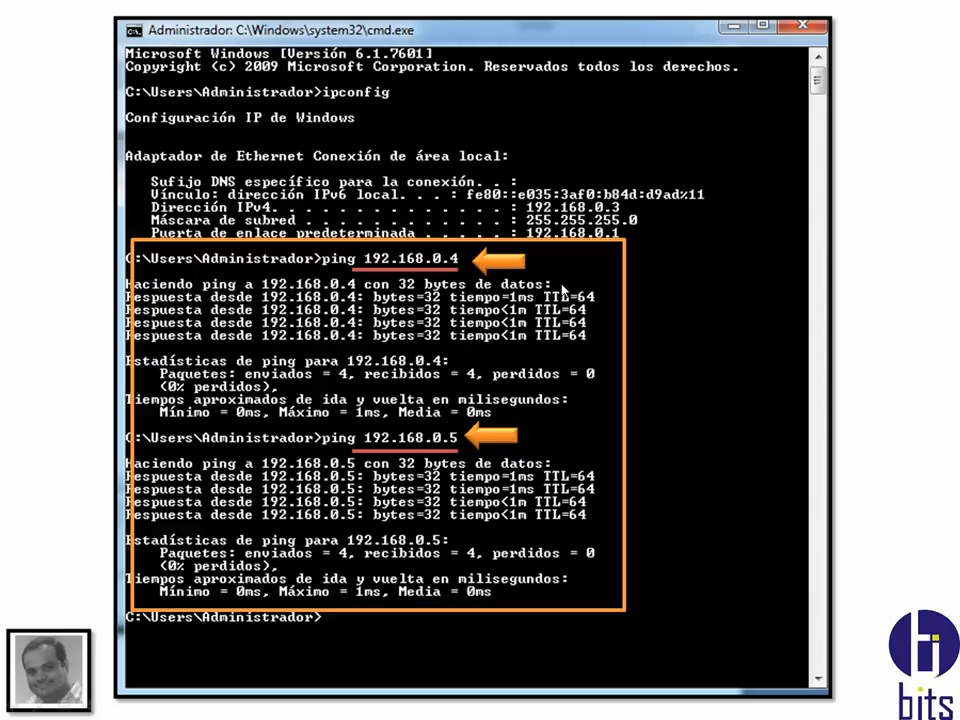 Administrador: C:\Windows\system32\cmd.exe
Microsoft Windows [Versión 6.1.7601]
Copyright (c) 2009 Microsoft Corporation. Reservados todos los derechos.
C:\Users\Administrador>ipconfig
Configuración IP de Windows
Adaptador de Ethernet Conexión de área local:
Sufijo DNS específico para la conexión. . :
Vínculo: dirección IPv6 local. . . : fe80::e035:3af0:b84d:d9ad%11
Dirección IPv4. . . . . . . . . . . . . . : 192.168.0.3
Máscara de subred . . . . . . . . . . . . : 255.255.255.0
Puerta de enlace predeterminada . . . . . : 192.168.0.1
C:\Users\Administrador>ping 192.168.0.4
Haciendo ping a 192.168.0.4 con 32 bytes de datos:
Respuesta desde 192.168.0.4: bytes=32 tiempo=1ms TTL=64
Respuesta desde 192.168.0.4: bytes=32 tiempo<1m TTL=64
Respuesta desde 192.168.0.4: bytes=32 tiempo<1m TTL=64
Respuesta desde 192.168.0.4: bytes=32 tiempo<1m TTL=64
Estadísticas de ping para 192.168.0.4:
Paquetes: enviados = 4, recibidos = 4, perdidos = 0
(0% perdidos),
Tiempos aproximados de ida y vuelta en milisegundos:
Mínimo = 0ms, Máximo = 1ms, Media = 0ms
C:\Users\Administrador>ping 192.168.0.5
Haciendo ping a 192.168.0.5 con 32 bytes de datos:
Respuesta desde 192.168.0.5: bytes=32 tiempo=1ms TTL=64
Respuesta desde 192.168.0.5: bytes=32 tiempo=1ms TTL=64
Respuesta desde 192.168.0.5: bytes=32 tiempo<1m TTL=64
Respuesta desde 192.168.0.5: bytes=32 tiempo<1m TTL=64
Estadísticas de ping para 192.168.0.5:
Paquetes: enviados = 4, recibidos = 4, perdidos = 0
(0% perdidos),
Tiempos aproximados de ida y vuelta en milisegundos:
Mínimo = 0ms, Máximo = 1ms, Media = 0ms
C:\Users\Administrador>
bits